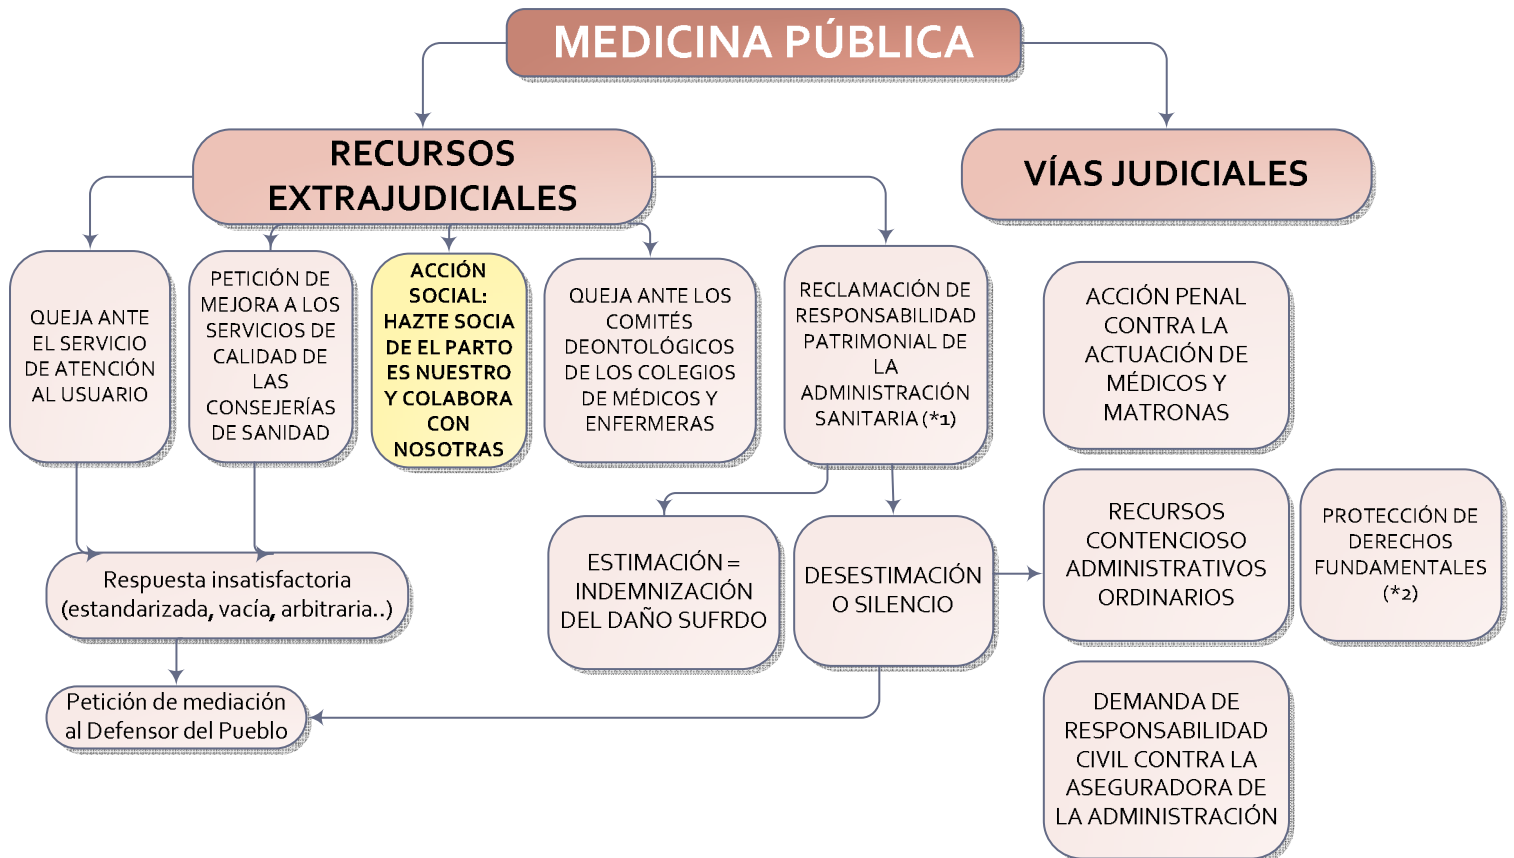 MEDICINA PÚBLICA
RECURSOS
EXTRAJUDICIALES
VÍAS JUDICIALES
QUEJA ANTE
EL SERVICIO
DE ATENCIÓN
AL USUARIO
PETICIÓN DE
MEJORA A LOS
SERVICIOS DE
CALIDAD DE
LAS
CONSEJERÍAS
DE SANIDAD
ACCIÓN
SOCIAL:
HAZTE SOCIA
DE EL PARTO
ES NUESTRO
Y COLABORA
CON
NOSOTRAS
QUEJA ANTE LOS
COMITÉS
DEONTOLÓGICOS
DE LOS COLEGIOS
DE MÉDICOS Y
ENFERMERAS
RECLAMACIÓN DE
RESPONSABILIDAD
PATRIMONIAL DE
LA
ADMINISTRACIÓN
SANITARIA (*1)
ACCIÓN PENAL
CONTRA LA
ACTUACIÓN DE
MÉDICOS Y
MATRONAS
Respuesta insatisfactoria
(estandarizada, vacía, arbitraria..)
ESTIMACIÓN =
INDEMNIZACIÓN
DEL DAÑO SUFRDO
DESESTIMACIÓN
O SILENCIO
RECURSOS
CONTENCIOSO
ADMINISTRATIVOS
ORDINARIOS
PROTECCIÓN DE
DERECHOS
FUNDAMENTALES
(*2)
Petición de mediación
al Defensor del Pueblo
DEMANDA DE
RESPONSABILIDAD
CIVIL CONTRA LA
ASEGURADORA DE
LA ADMINISTRACIÓN